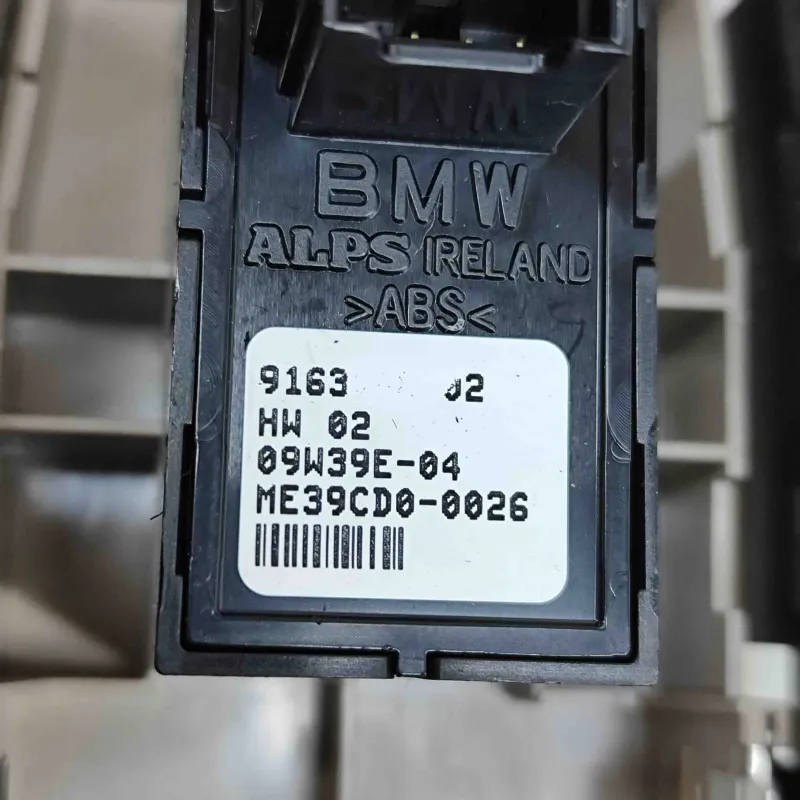 BMW
ALPS IRELAND
>ABS<
9163
HW 02
09W39E-04
ME39CD0-0026